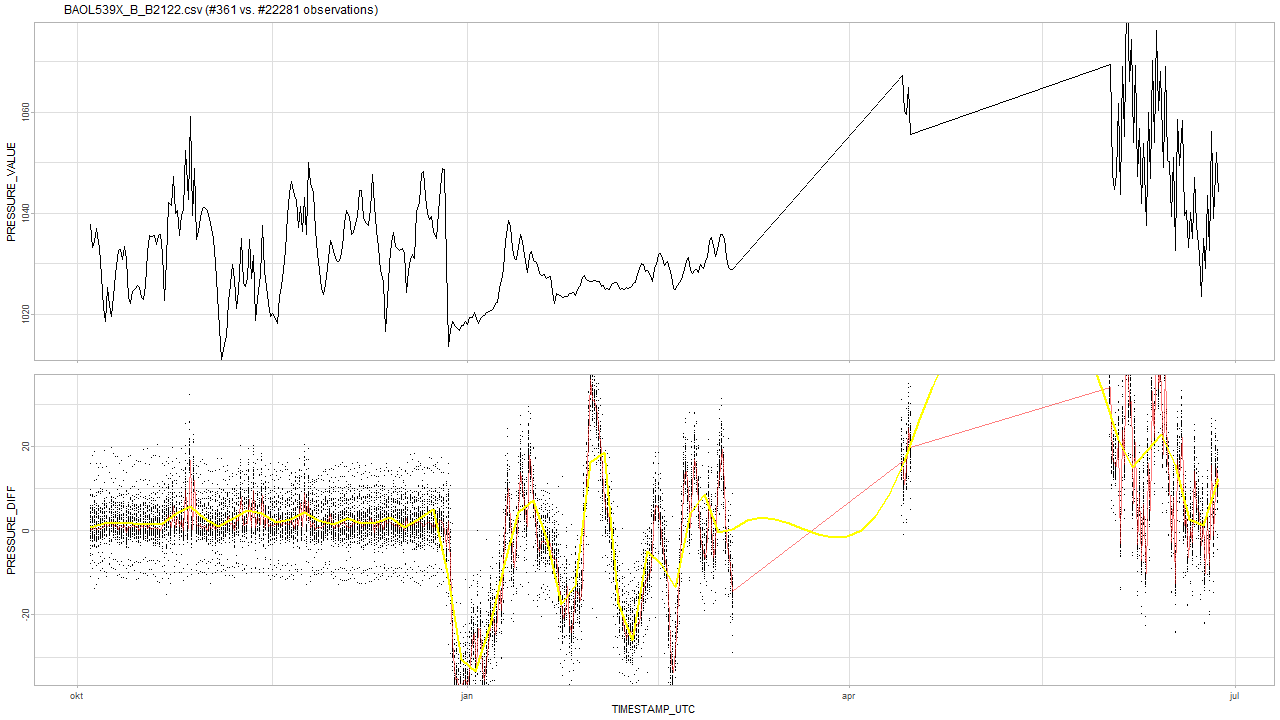 BAOL539X_B_B2122.csv (#361 vs. #22281 observations)
PRESSURE_VALUE
1060
1040
1020
PRESSURE_DIFF
20
0
-20
okt
jan
apr
jul
TIMESTAMP_UTC